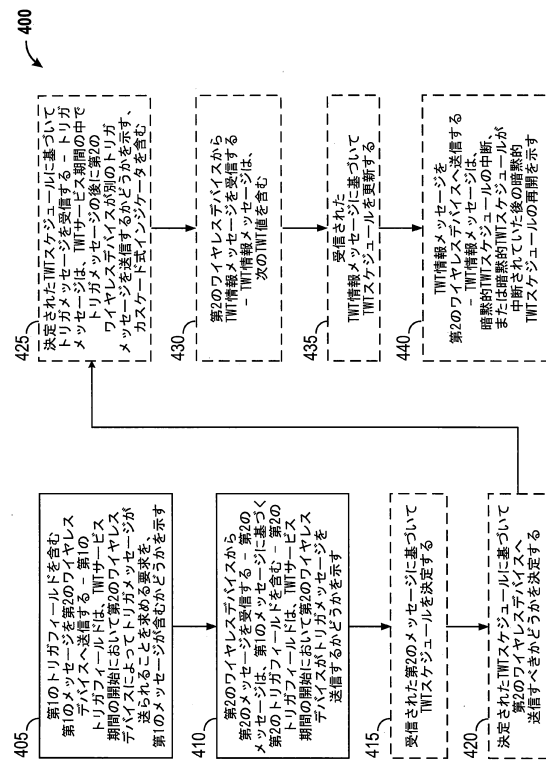 400
405
第1のトリガフィールドを含む
第1のメッセージを第2のワイヤレス
デバイスへ送信する - 第1の
トリガフィールドは、TWTサービス
期間の開始において第2のワイヤレス
デバイスによってトリガメッセージが
送られることを求める要求を、
第1のメッセージが含むかどうかを示す
410
第2のワイヤレスデバイスから
第2のメッセージを受信する - 第2の
メッセージは、第1のメッセージに基づく
第2のトリガフィールドを含む - 第2の
トリガフィールドは、TWTサービス
期間の開始において第2のワイヤレス
デバイスがトリガメッセージを
送信するかどうかを示す
415
受信された第2のメッセージに基づいて
TWTスケジュールを決定する
420
決定されたTWTスケジュールに基づいて
第2のワイヤレスデバイスへ
送信すべきかどうかを決定する
425
決定されたTWTスケジュールに基づいて
トリガメッセージを受信する - トリガ
メッセージは、TWTサービス期間の中で
トリガメッセージの後に第2の
ワイヤレスデバイスが別のトリガ
メッセージを送信するかどうかを示す、
カスケード式インジケータを含む
430
第2のワイヤレスデバイスから
TWT情報メッセージを受信する
- TWT情報メッセージは、
次のTWT値を含む
435
受信された
TWT情報メッセージに基づいて
TWTスケジュールを更新する
440
TWT情報メッセージを
第2のワイヤレスデバイスへ送信する
- TWT情報メッセージは、
暗黙的TWTスケジュールの中断、
または暗黙的TWTスケジュールが
中断されていた後の暗黙的
TWTスケジュールの再開を示す